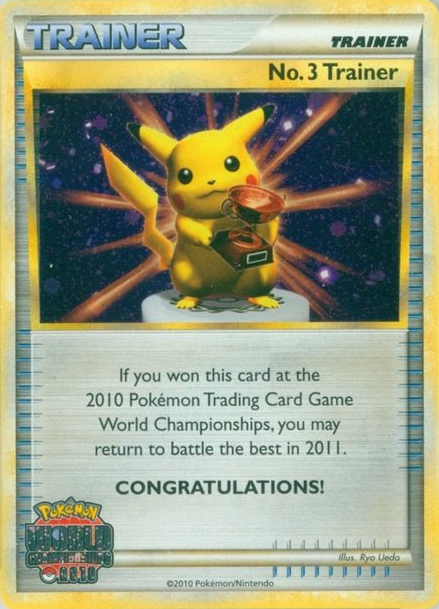 TRAINER
TRAINER
No. 3 Trainer
If you won this card at the
2010 Pokémon Trading Card Game
World Championships, you may
return to battle the best in 2011.
CONGRATULATIONS!
Pokémon
WORLD
CHAMPIONSHIPS
2010
Illus. Ryo Ueda
©2010 Pokémon/Nintendo